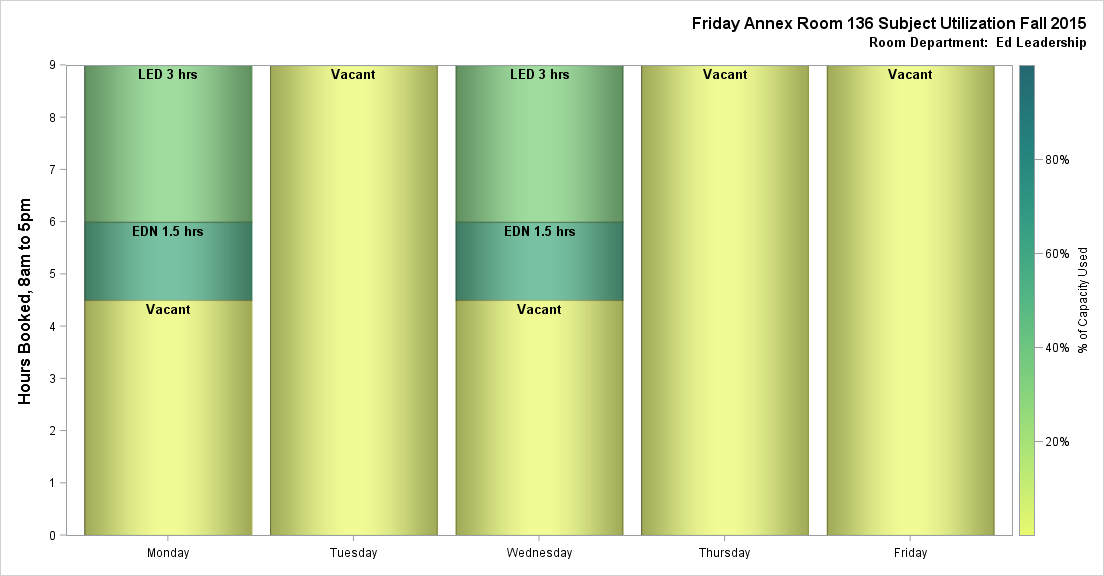 Friday Annex Room 136 Subject Utilization Fall 2015
Room Department:  Ed Leadership
Hours Booked, 8am to 5pm
9
8
7
6
5
4
3
2
1
0
LED 3 hrs
EDN 1.5 hrs
Vacant
Vacant
LED 3 hrs
EDN 1.5 hrs
Vacant
Vacant
Vacant
Monday
Tuesday
Wednesday
Thursday
Friday
80%
60%
40%
20%
% of Capacity Used